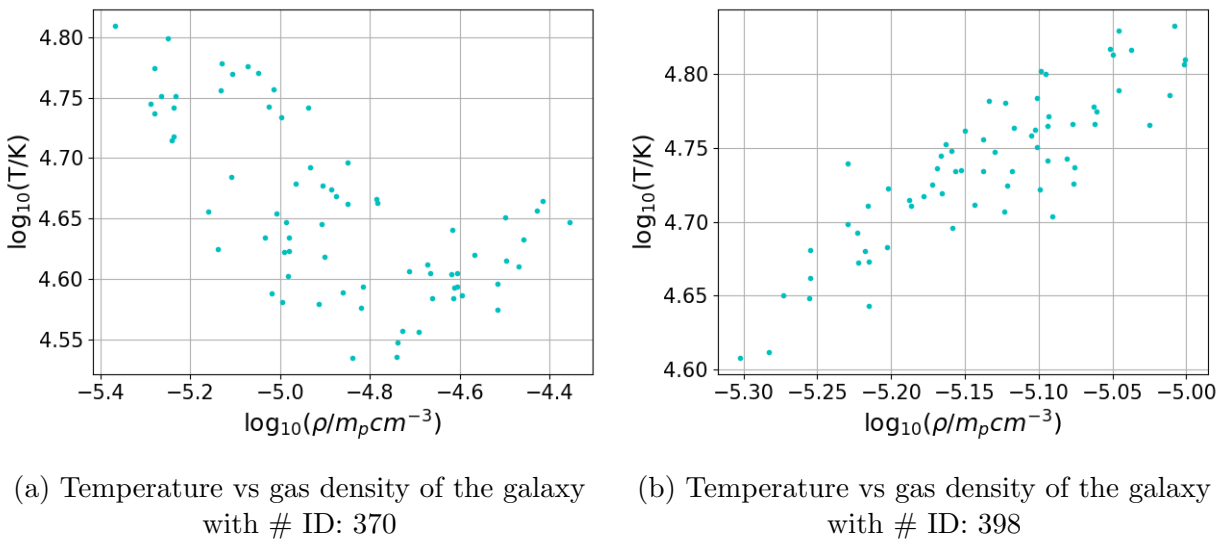 4.80
4.75
4.70
4.65
4.60
4.55
log₁₀(T/K)
−5.4 −5.2 −5.0 −4.8 −4.6 −4.4
log₁₀(ρ/mₚcm⁻³)
4.80
4.75
4.70
4.65
4.60
log₁₀(T/K)
−5.30 −5.25 −5.20 −5.15 −5.10 −5.05 −5.00
log₁₀(ρ/mₚcm⁻³)
(a) Temperature vs gas density of the galaxy
with # ID: 370
(b) Temperature vs gas density of the galaxy
with # ID: 398